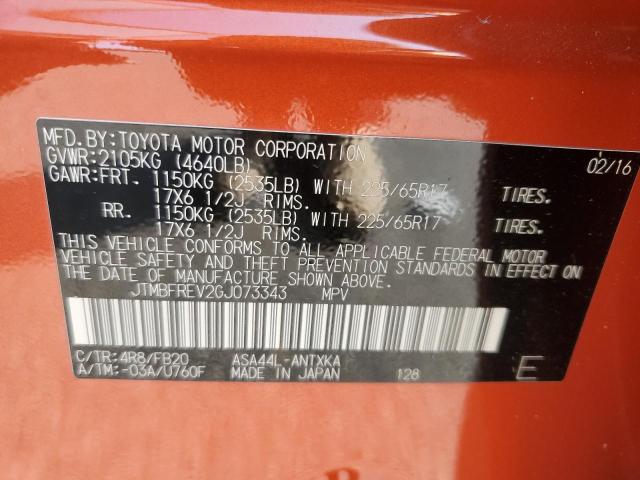 MFD. BY: TOYOTA MOTOR CORPORATION 02/16
GVWR: 2105KG (4640LB)
GAWR: FRT. 1150KG (2535LB) WITH 225/65R17 TIRES.
17X6 1/2J RIMS.
RR. 1150KG (2535LB) WITH 225/65R17 TIRES.
17X6 1/2J RIMS.
THIS VEHICLE CONFORMS TO ALL APPLICABLE FEDERAL MOTOR
VEHICLE SAFETY AND THEFT PREVENTION STANDARDS IN EFFECT ON
THE DATE OF MANUFACTURE SHOWN ABOVE.
JTMBFREV2GJ073343 MPV
C/TR: 4R8/FB20 ASA44L-ANTXKA
A/TM: -03A/U760F MADE IN JAPAN 128 E